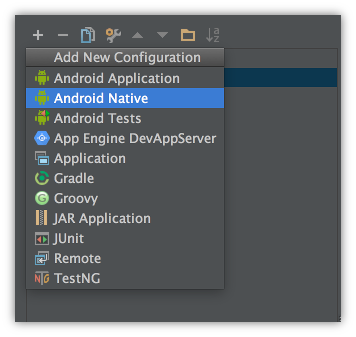 Add New Configuration
Android Application
Android Native
Android Tests
App Engine DevAppServer
Application
Gradle
Groovy
JAR Application
JUnit
Remote
TestNG